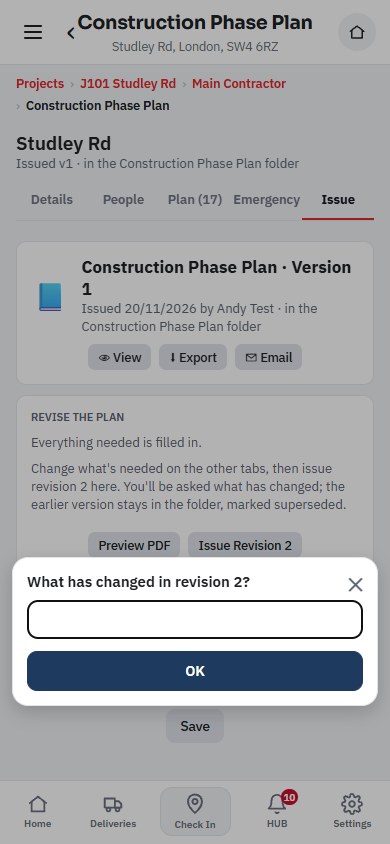 Construction Phase Plan
Studley Rd, London, SW4 6RZ
Projects › J101 Studley Rd › Main Contractor
› Construction Phase Plan
Studley Rd
Issued v1 · in the Construction Phase Plan folder
Details People Plan (17) Emergency Issue
Construction Phase Plan · Version
1
Issued 20/11/2026 by Andy Test · in the
Construction Phase Plan folder
View Export Email
REVISE THE PLAN
Everything needed is filled in.
Change what's needed on the other tabs, then issue
revision 2 here. You'll be asked what has changed; the
earlier version stays in the folder, marked superseded.
Preview PDF Issue Revision 2
What has changed in revision 2?
OK
Save
10
Home Deliveries Check In HUB Settings